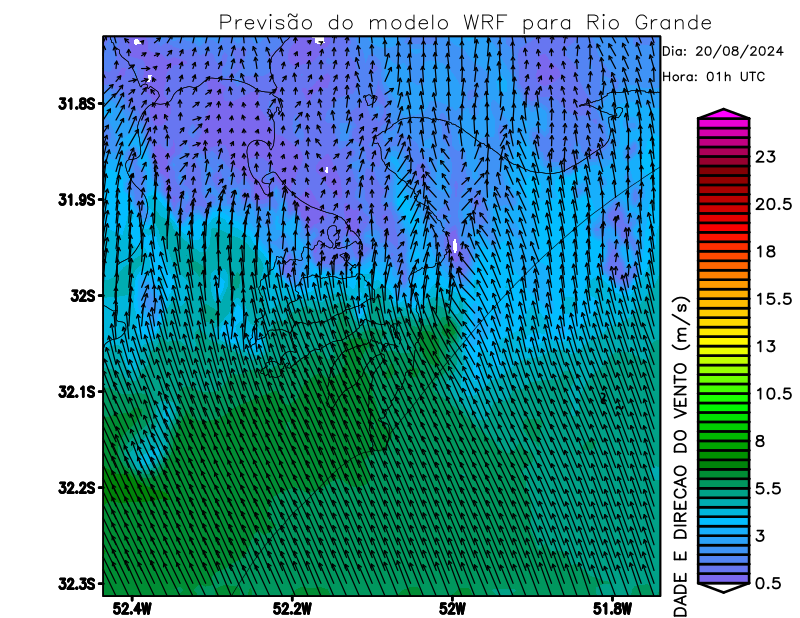 Previsão do modelo WRF para Rio Grande
Dia: 20/08/2024
Hora: 01h UTC
31.8S
31.9S
32S
32.1S
32.2S
32.3S
52.4W
52.2W
52W
51.8W
DADE E DIRECAO DO VENTO (m/s)
23
20.5
18
15.5
13
10.5
8
5.5
3
0.5